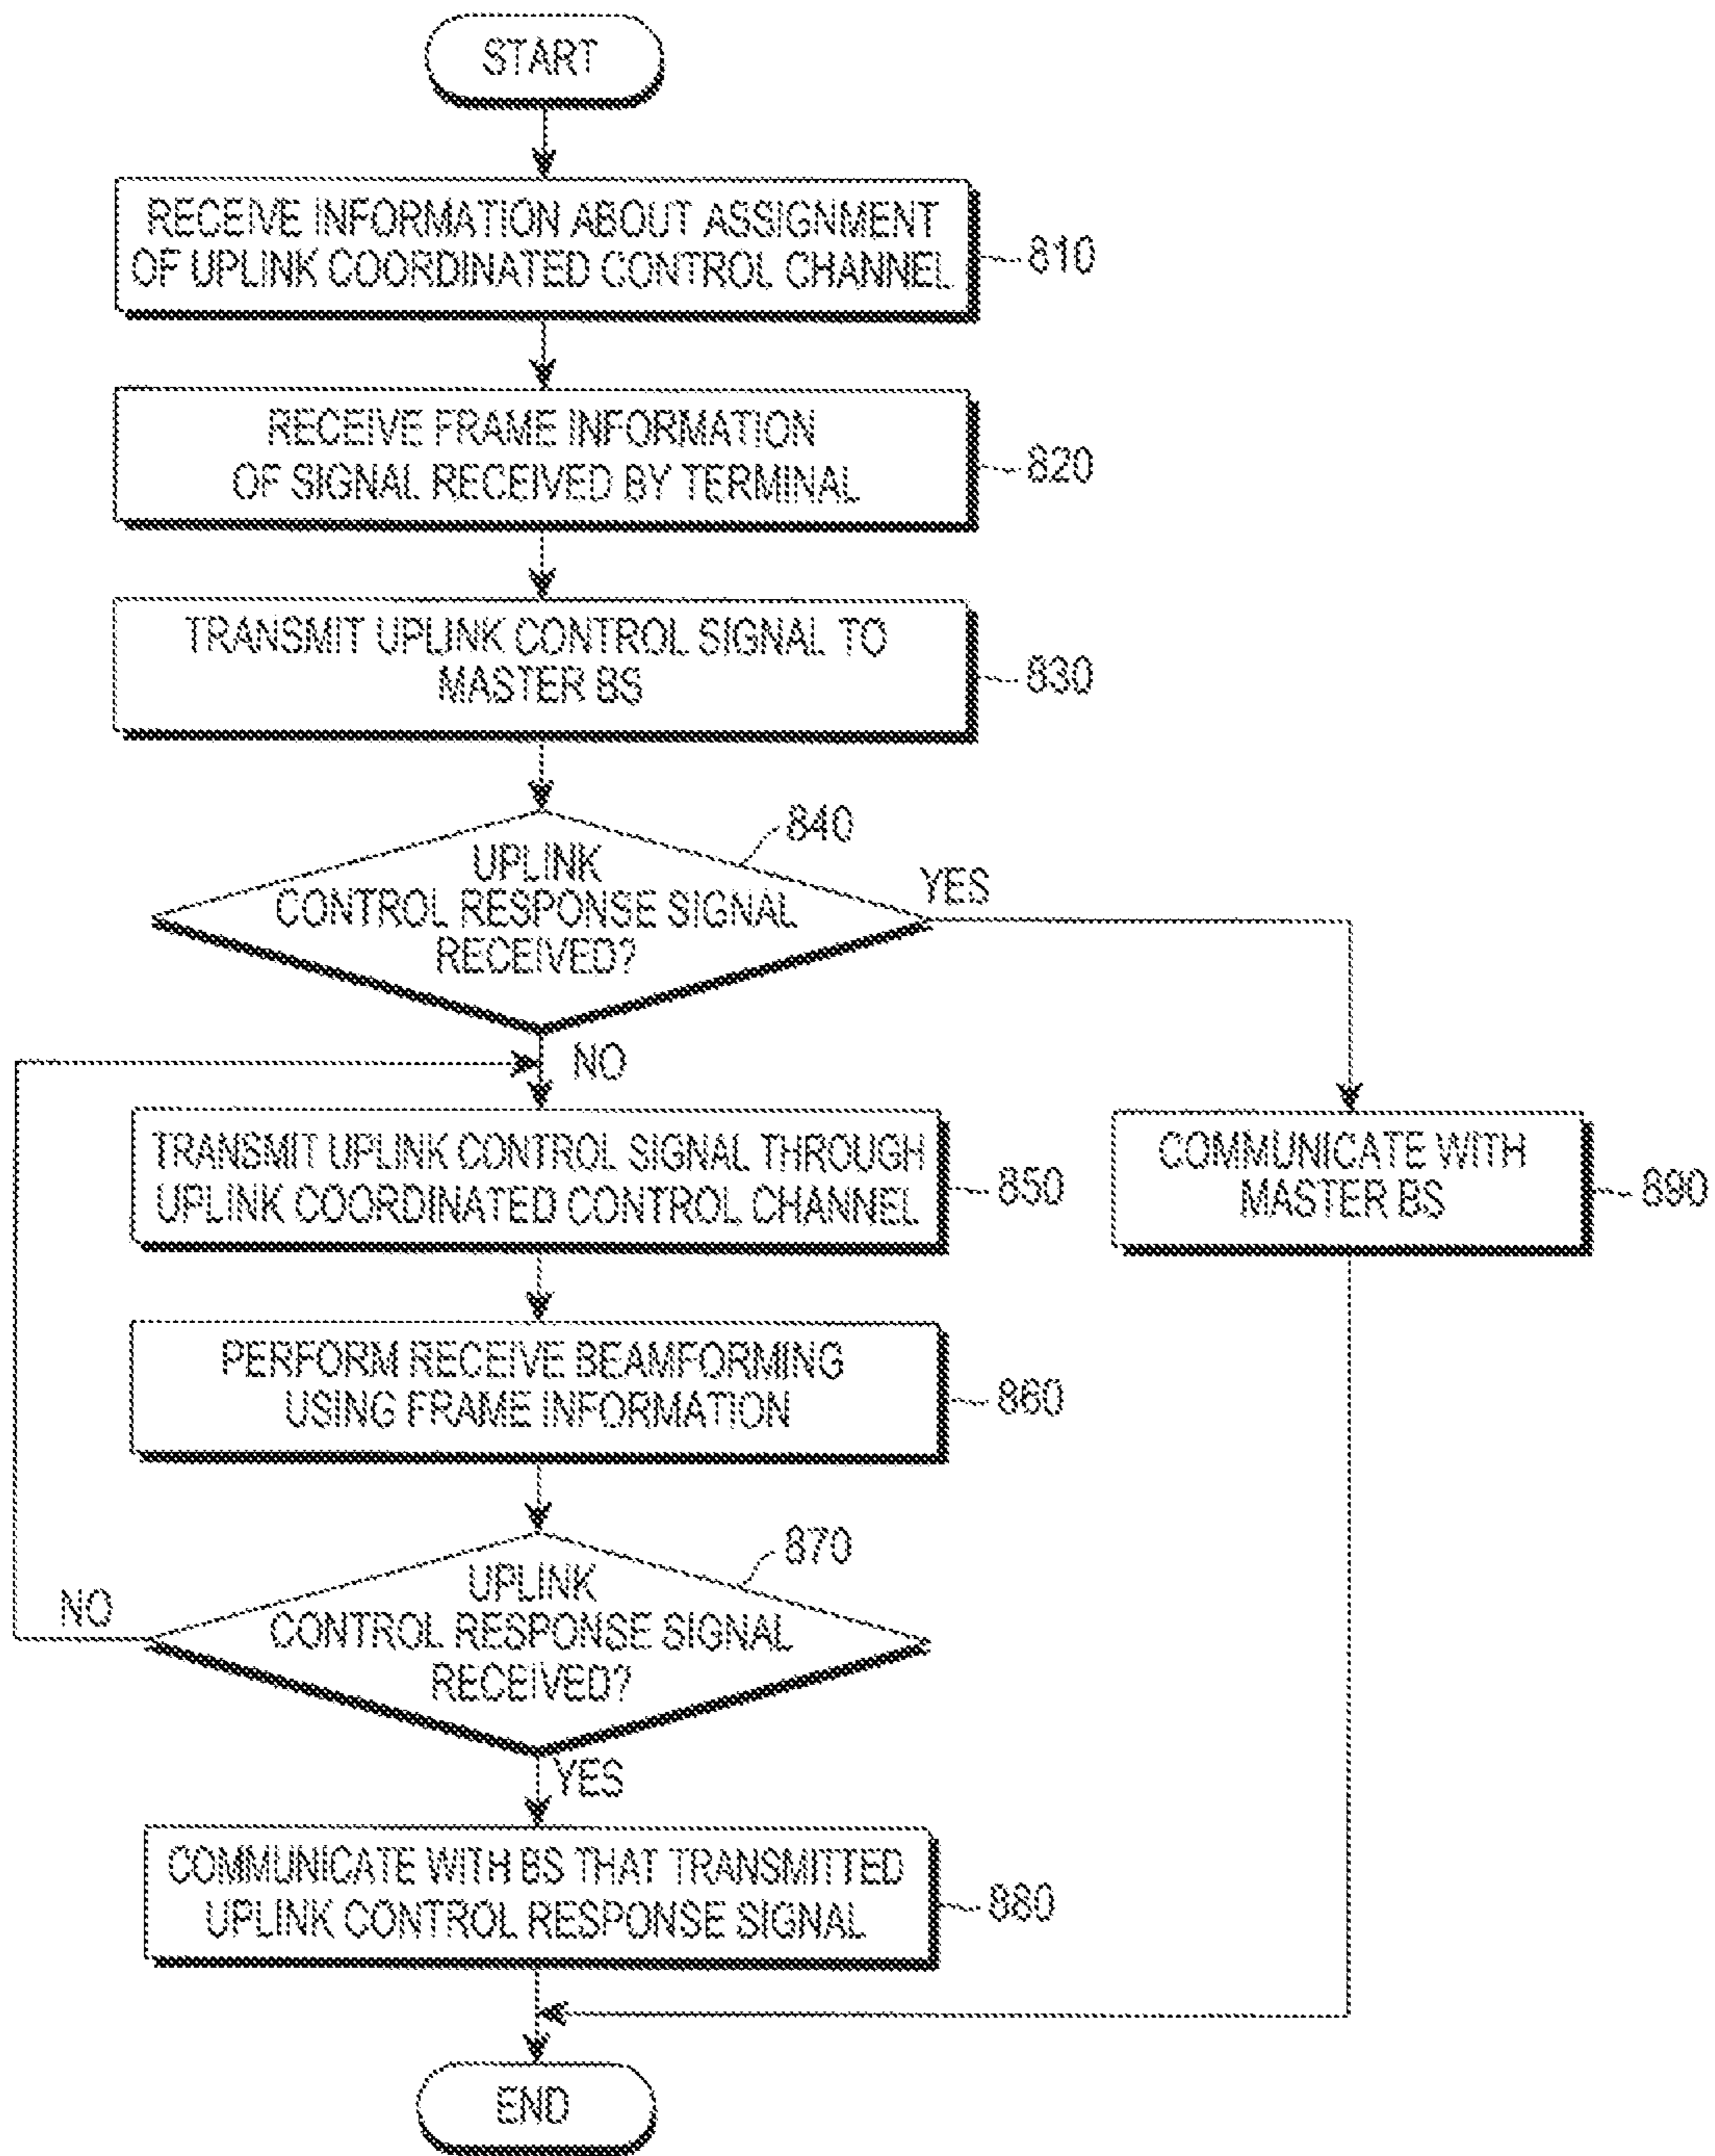 START
RECEIVE INFORMATION ABOUT ASSIGNMENT
OF UPLINK COORDINATED CONTROL CHANNEL
810
RECEIVE FRAME INFORMATION
OF SIGNAL RECEIVED BY TERMINAL
820
TRANSMIT UPLINK CONTROL SIGNAL TO
MASTER BS
830
840
UPLINK
CONTROL RESPONSE SIGNAL
RECEIVED?
YES
NO
TRANSMIT UPLINK CONTROL SIGNAL THROUGH
UPLINK COORDINATED CONTROL CHANNEL
850
COMMUNICATE WITH
MASTER BS
890
PERFORM RECEIVE BEAMFORMING
USING FRAME INFORMATION
860
870
UPLINK
CONTROL RESPONSE SIGNAL
RECEIVED?
NO
YES
COMMUNICATE WITH BS THAT TRANSMITTED
UPLINK CONTROL RESPONSE SIGNAL
880
END